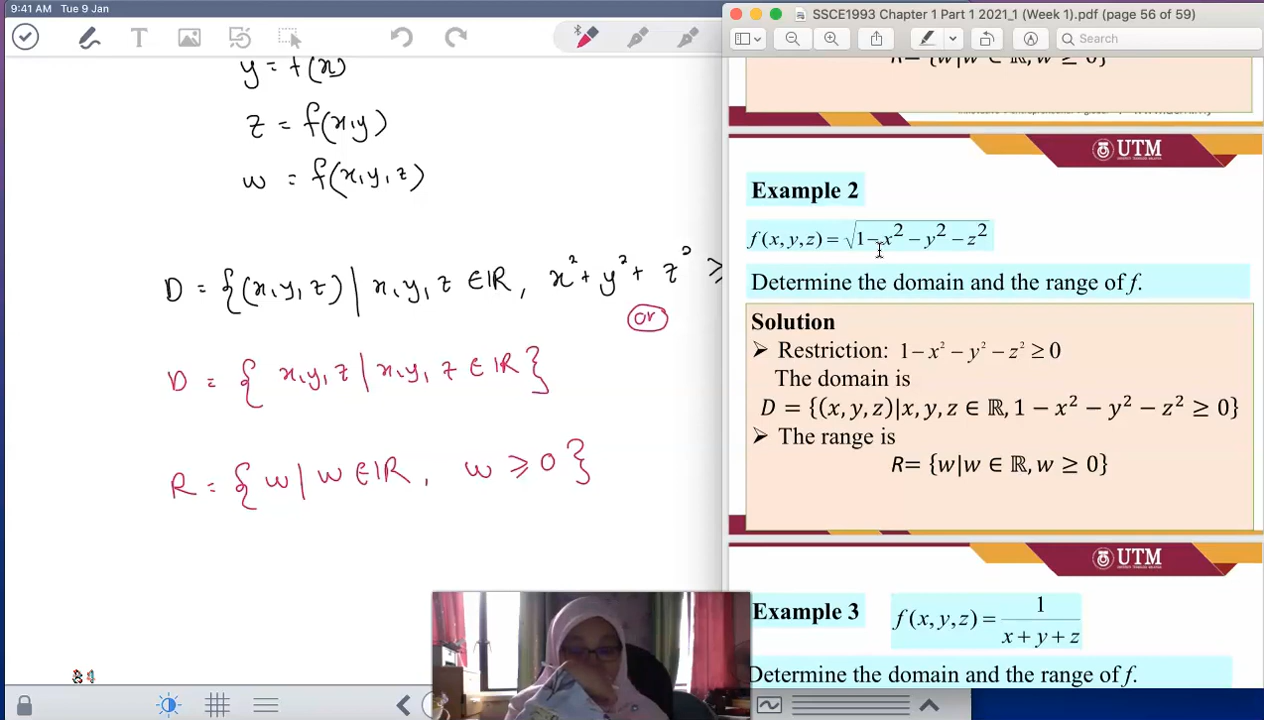 9:41 AM Tue 9 Jan
y = f(x)
z = f(x,y)
w = f(x,y,z)
D = {(x,y,z) | x,y,z ∈ ℝ, x² + y² + z² ≥
or
D = { x,y,z | x,y,z ∈ ℝ }
R = { w | w ∈ ℝ, w ≥ 0 }
SSCE1993 Chapter 1 Part 1 2021_1 (Week 1).pdf (page 56 of 59)
Search
R= {w|w ∈ ℝ, w ≥ 0}
UTM
Example 2
f(x, y, z) = √1 − x² − y² − z²
Determine the domain and the range of f.
Solution
➢ Restriction: 1 − x² − y² − z² ≥ 0
The domain is
D = {(x, y, z)|x, y, z ∈ ℝ, 1 − x² − y² − z² ≥ 0}
➢ The range is
R= {w|w ∈ ℝ, w ≥ 0}
UTM
Example 3 f(x, y, z) = 1 / x + y + z
Determine the domain and the range of f.